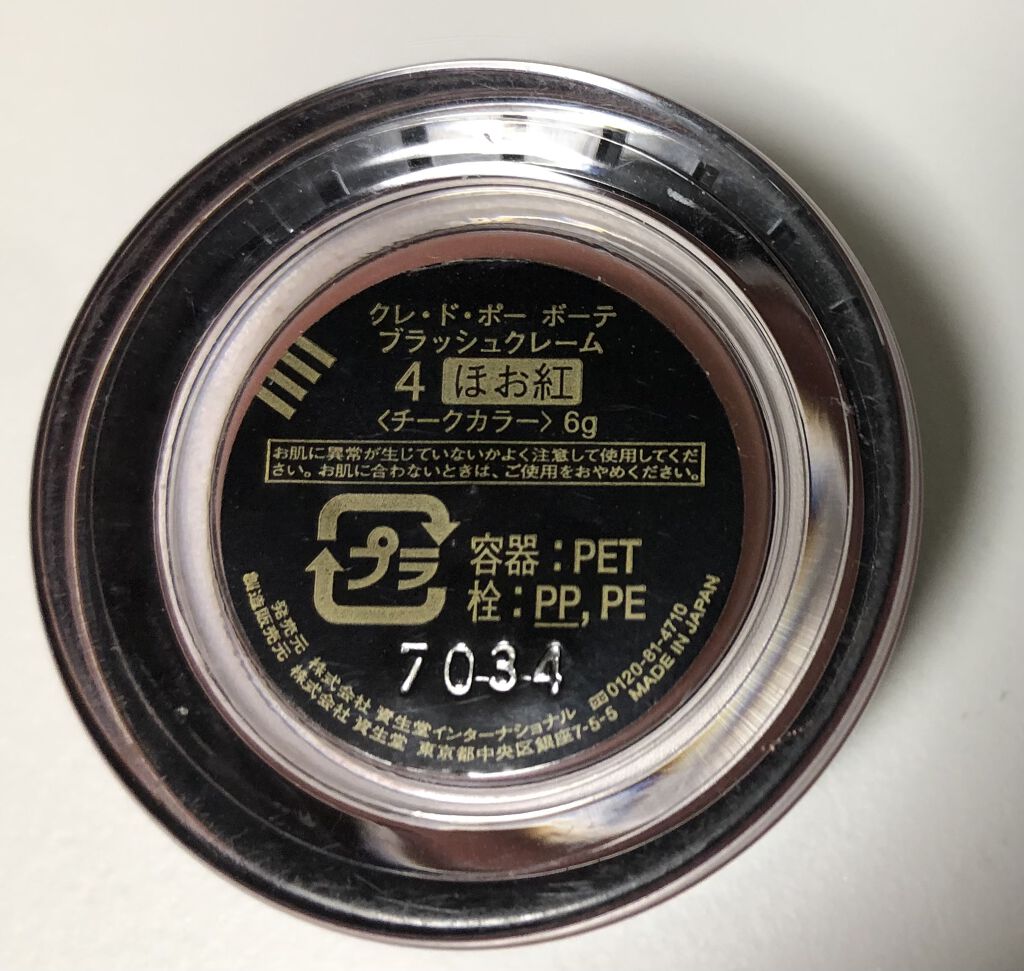 クレ・ド・ポー ボーテ
ブラッシュクレーム
4 ほお紅
〈チークカラー〉6g
お肌に異常が生じていないかよく注意して使用してくだ
さい。お肌に合わないときは、ご使用をおやめください。
プラ
容器：PET
栓：PP, PE
7034
発売元 株式会社 資生堂インターナショナル 0120-81-4710
製造販売元 株式会社 資生堂 東京都中央区銀座7-5-5 MADE IN JAPAN